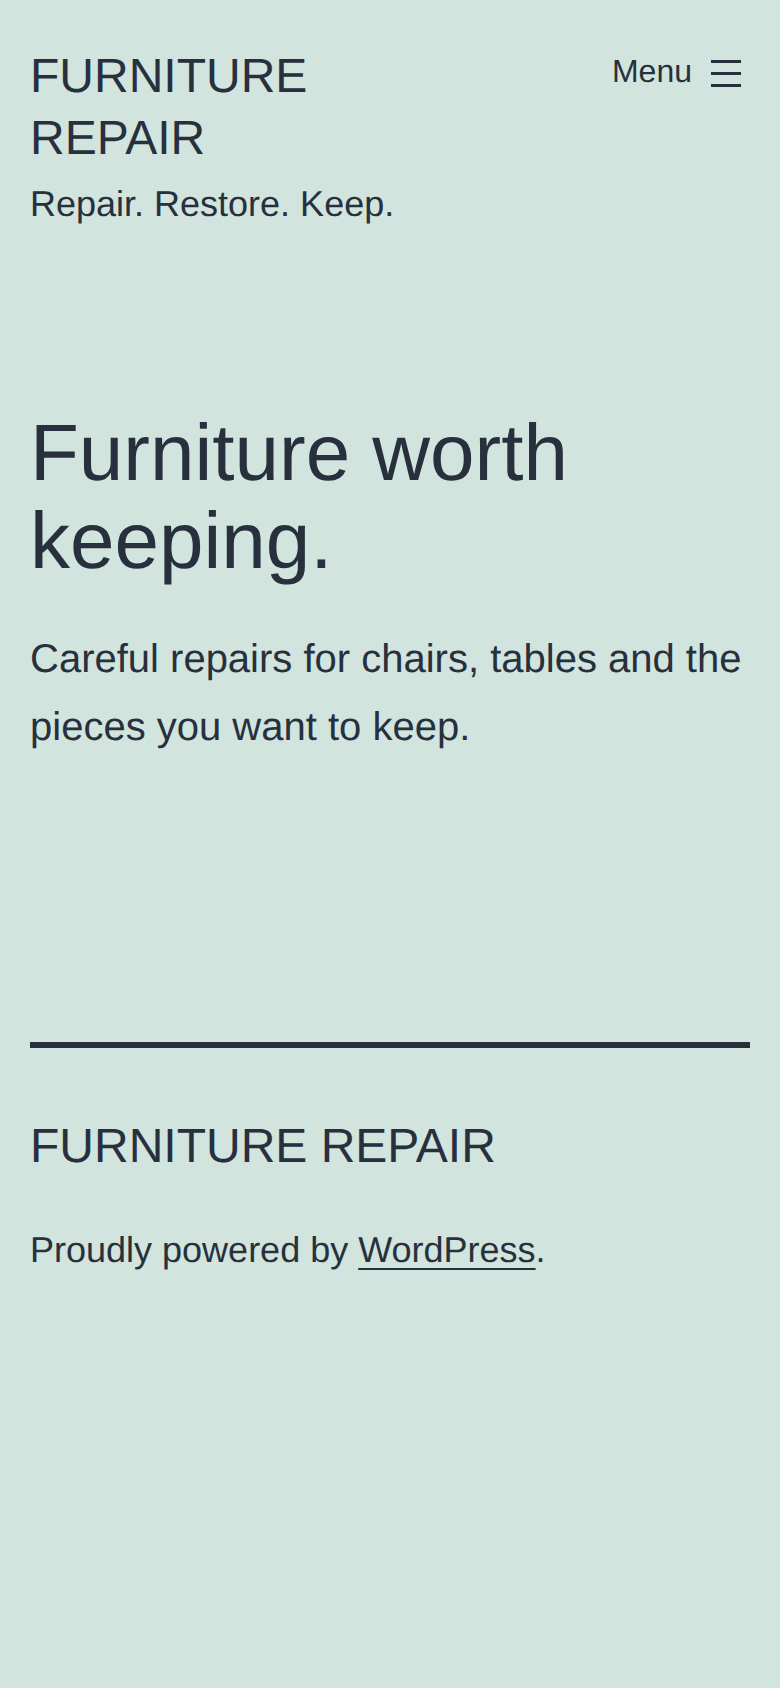 FURNITURE
REPAIR
Menu
Repair. Restore. Keep.
Furniture worth
keeping.
Careful repairs for chairs, tables and the
pieces you want to keep.
FURNITURE REPAIR
Proudly powered by WordPress.